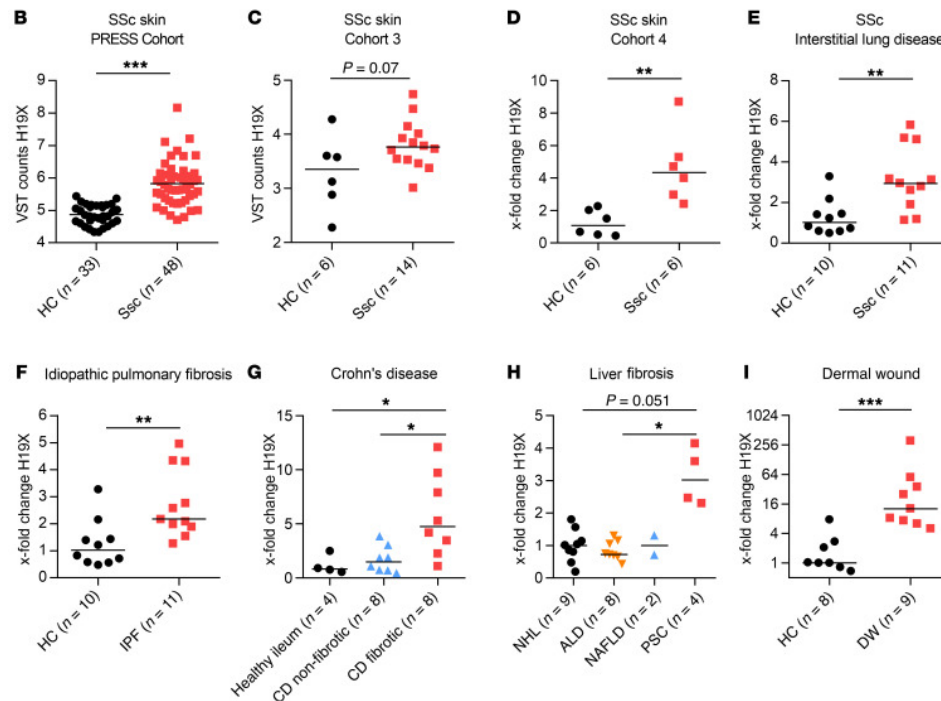 B
SSc skin
PRESS Cohort
***
VST counts H19X
9
8
7
6
5
4
HC (n = 33)
Ssc (n = 48)
C
SSc skin
Cohort 3
P = 0.07
VST counts H19X
5
4
3
2
HC (n = 6)
Ssc (n = 14)
D
SSc skin
Cohort 4
**
x-fold change H19X
10
8
6
4
2
0
HC (n = 6)
Ssc (n = 6)
E
SSc
Interstitial lung disease
**
x-fold change H19X
8
6
4
2
0
HC (n = 10)
Ssc (n = 11)
F
Idiopathic pulmonary fibrosis
**
x-fold change H19X
6
5
4
3
2
1
0
HC (n = 10)
IPF (n = 11)
G
Crohn's disease
*
*
x-fold change H19X
15
10
5
0
Healthy ileum (n = 4)
CD non-fibrotic (n = 8)
CD fibrotic (n = 8)
H
Liver fibrosis
P = 0.051
*
x-fold change H19X
5
4
3
2
1
0
NHL (n = 9)
ALD (n = 8)
NAFLD (n = 2)
PSC (n = 4)
I
Dermal wound
***
x-fold change H19X
1024
256
64
16
4
1
HC (n = 8)
DW (n = 9)